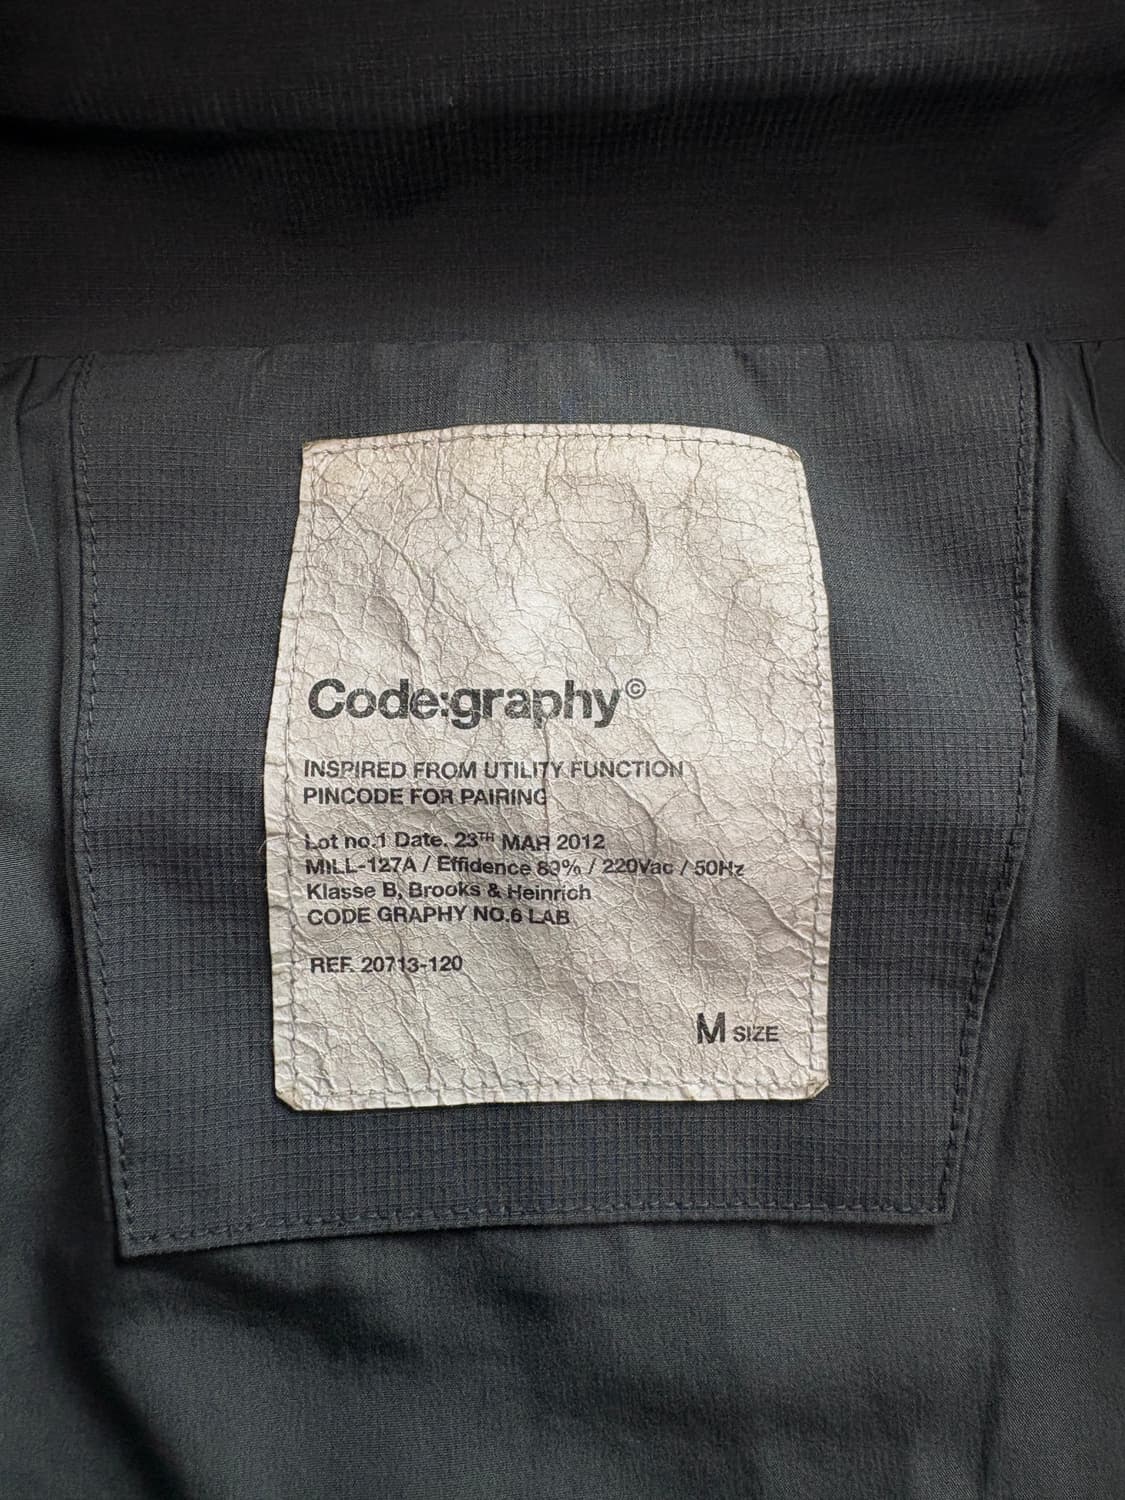 Code:graphy©
INSPIRED FROM UTILITY FUNCTION
PINCODE FOR PAIRING
Lot no.1 Date. 23TH MAR 2012
MILL-127A / Effidence 89% / 220Vac / 50Hz
Klasse B, Brooks & Heinrich
CODE GRAPHY NO.6 LAB
REF. 20713-120
M SIZE